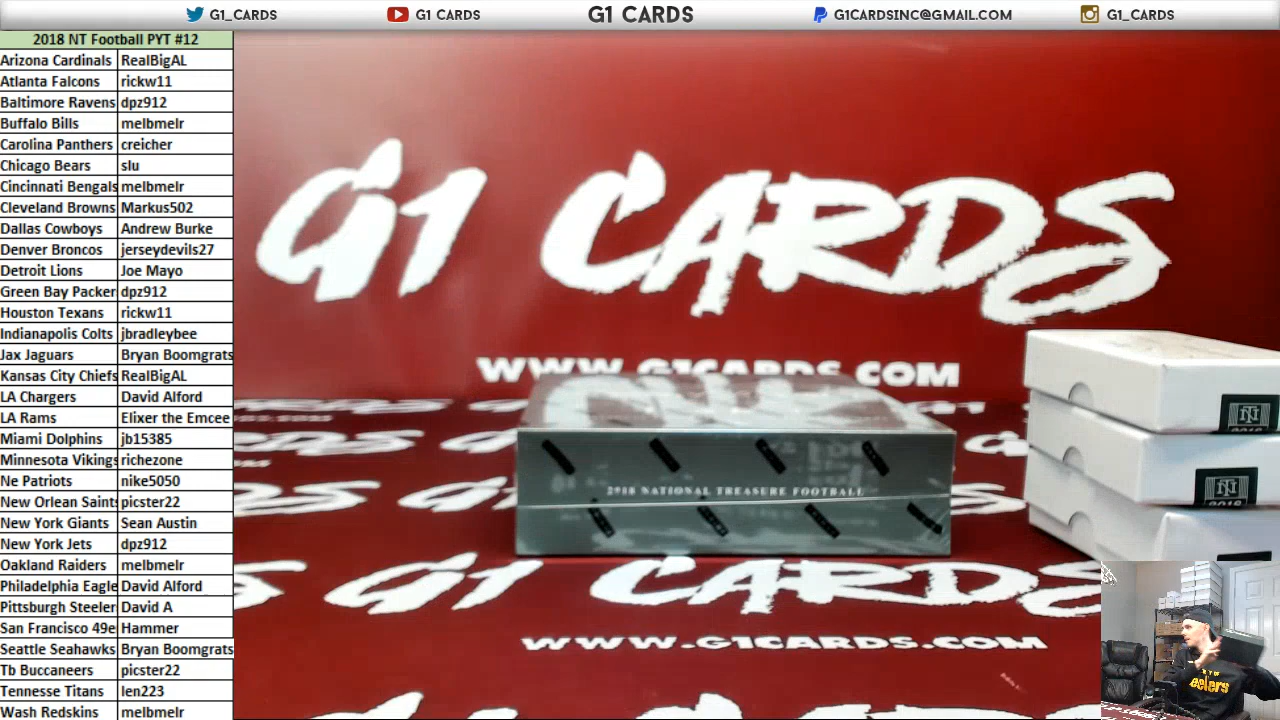 G1_CARDS G1 CARDS G1 CARDS G1CARDSINC@GMAIL.COM G1_CARDS
2018 NT Football PYT #12
Arizona Cardinals RealBigAL
Atlanta Falcons rickw11
Baltimore Ravens dpz912
Buffalo Bills melbmelr
Carolina Panthers creicher
Chicago Bears slu
Cincinnati Bengals melbmelr
Cleveland Browns Markus502
Dallas Cowboys Andrew Burke
Denver Broncos jerseydevils27
Detroit Lions Joe Mayo
Green Bay Packer dpz912
Houston Texans rickw11
Indianapolis Colts jbradleybee
Jax Jaguars Bryan Boomgrats
Kansas City Chiefs RealBigAL
LA Chargers David Alford
LA Rams Elixer the Emcee
Miami Dolphins jb15385
Minnesota Vikings richezone
Ne Patriots nike5050
New Orlean Saints picster22
New York Giants Sean Austin
New York Jets dpz912
Oakland Raiders melbmelr
Philadelphia Eagle David Alford
Pittsburgh Steeler David A
San Francisco 49e Hammer
Seattle Seahawks Bryan Boomgrats
Tb Buccaneers picster22
Tennesse Titans len223
Wash Redskins melbmelr
G1 CARDS
WWW.G1CARDS.COM
2018 NATIONAL TREASURE FOOTBALL
G1 CARDS
WWW.G1CARDS.COM